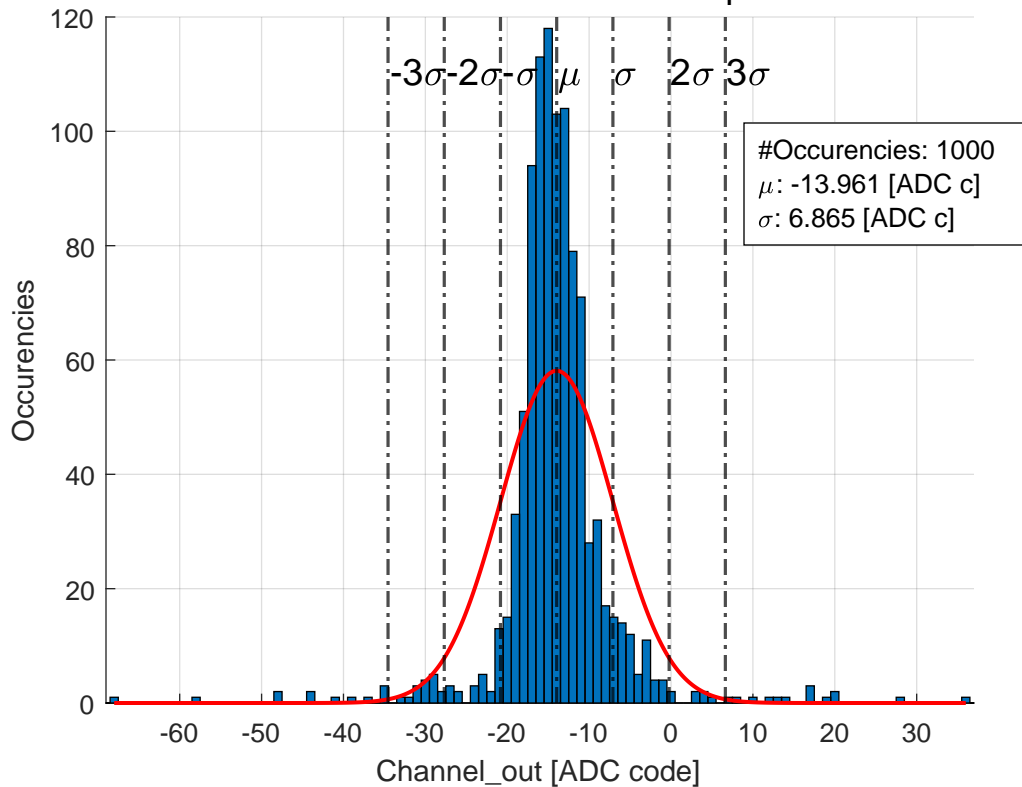 120
100
80
60
40
20
0
-3σ -2σ -σ μ σ 2σ 3σ
#Occurencies: 1000
μ: -13.961 [ADC c]
σ: 6.865 [ADC c]
Occurencies
-60 -50 -40 -30 -20 -10 0 10 20 30
Channel_out [ADC code]